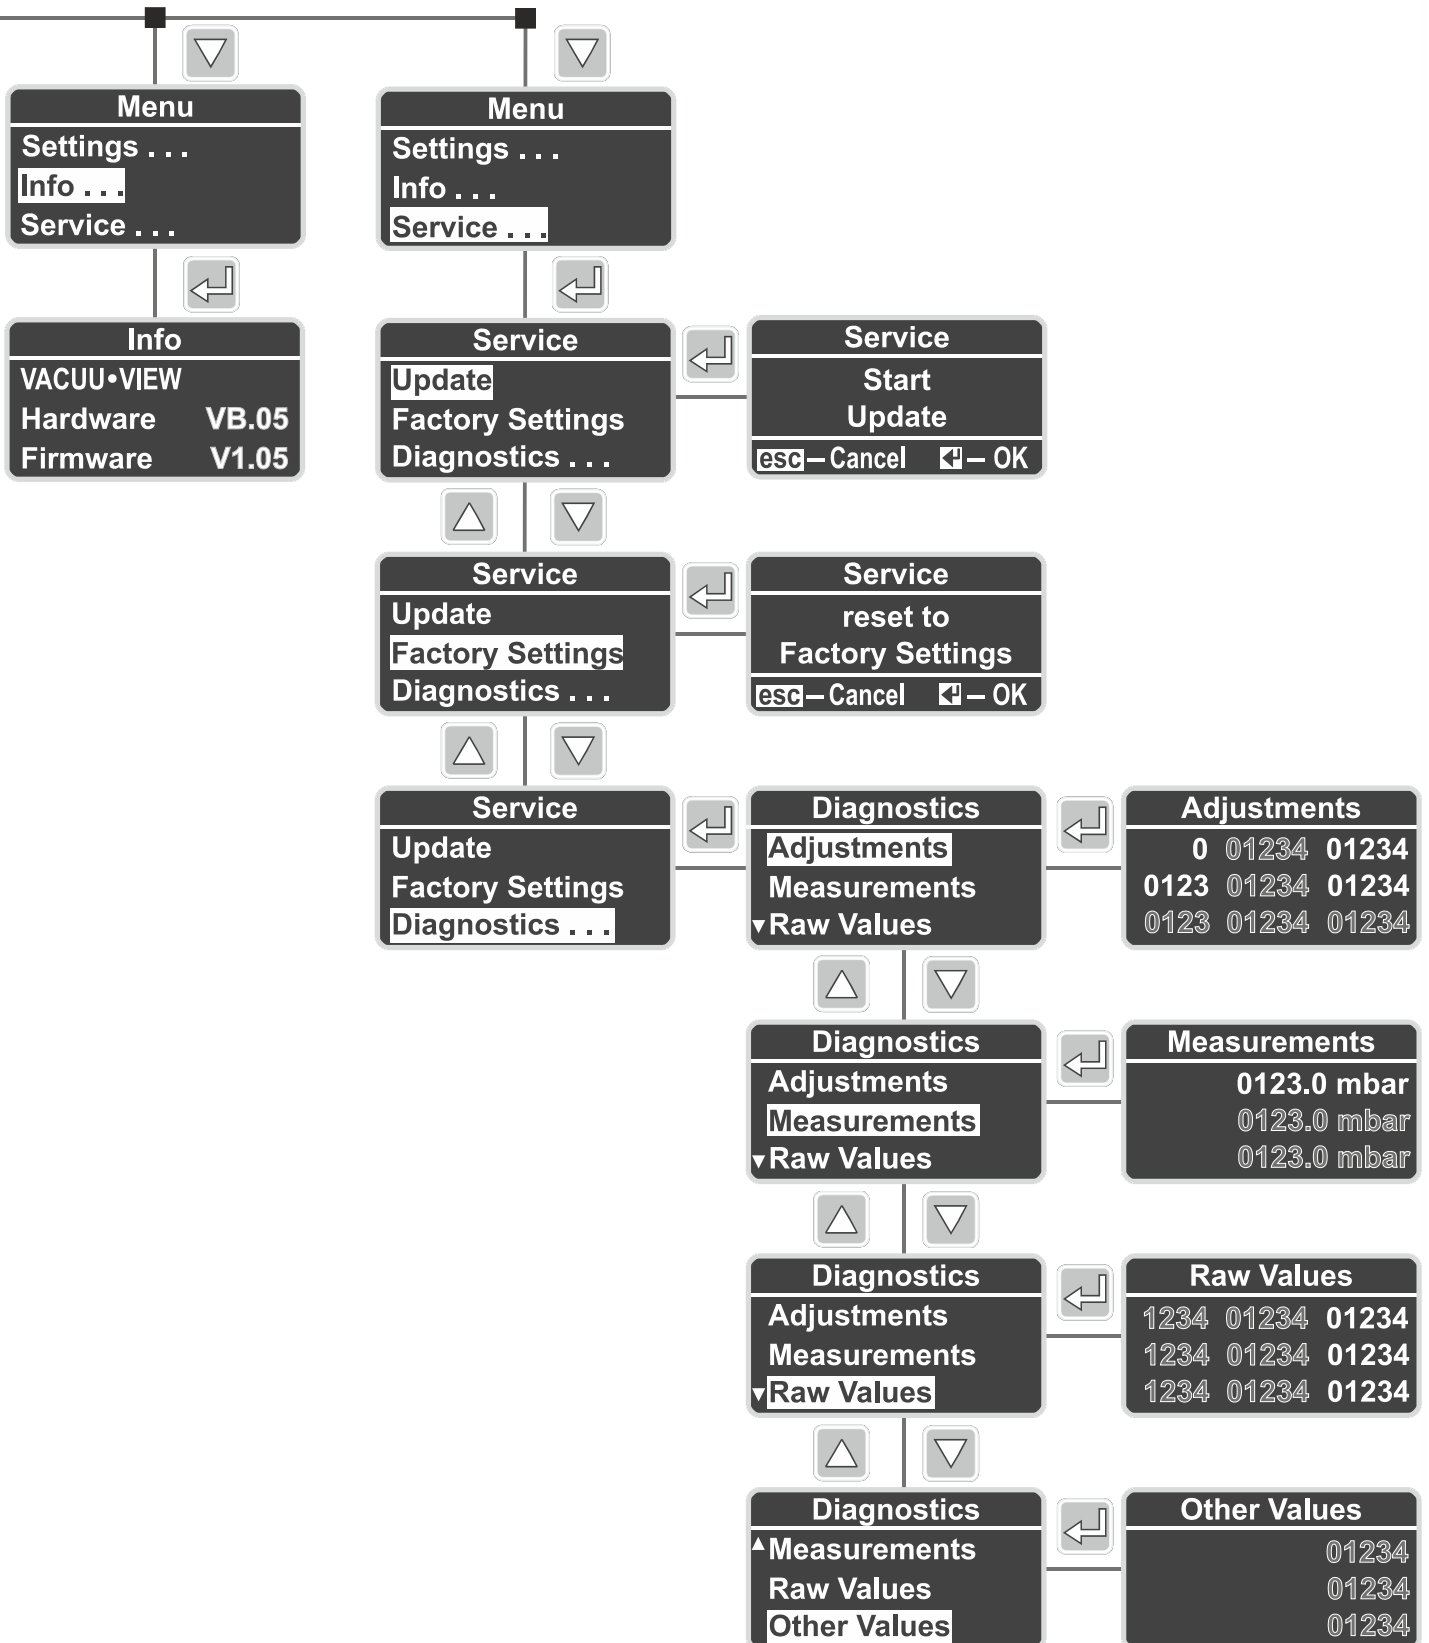 Menu
Settings . . .
Info . . .
Service . . .
Info
VACUU•VIEW
Hardware VB.05
Firmware V1.05
Menu
Settings . . .
Info . . .
Service . . .
Service
Update
Factory Settings
Diagnostics . . .
Service
Start
Update
esc – Cancel – OK
Service
Update
Factory Settings
Diagnostics . . .
Service
reset to
Factory Settings
esc – Cancel – OK
Service
Update
Factory Settings
Diagnostics . . .
Diagnostics
Adjustments
Measurements
Raw Values
Adjustments
0 01234 01234
0123 01234 01234
0123 01234 01234
Diagnostics
Adjustments
Measurements
Raw Values
Measurements
0123.0 mbar
0123.0 mbar
0123.0 mbar
Diagnostics
Adjustments
Measurements
Raw Values
Raw Values
1234 01234 01234
1234 01234 01234
1234 01234 01234
Diagnostics
Measurements
Raw Values
Other Values
Other Values
01234
01234
01234